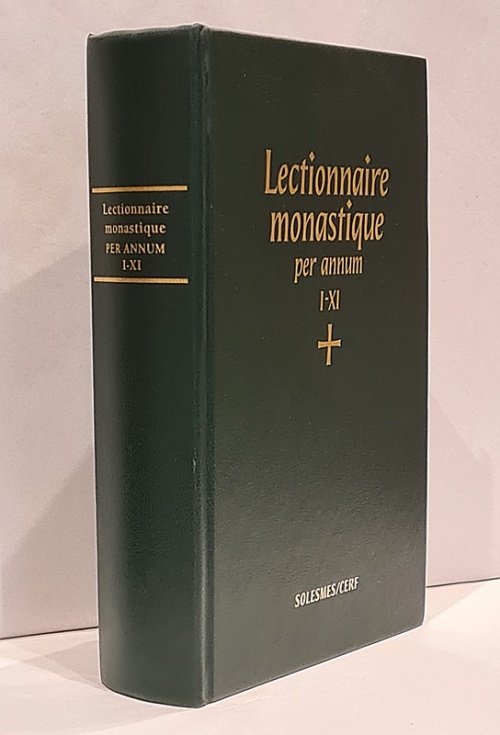 Lectionnaire
monastique
PER ANNUM
I-XI
Lectionnaire
monastique
per annum
I-XI
SOLESMES/CERF